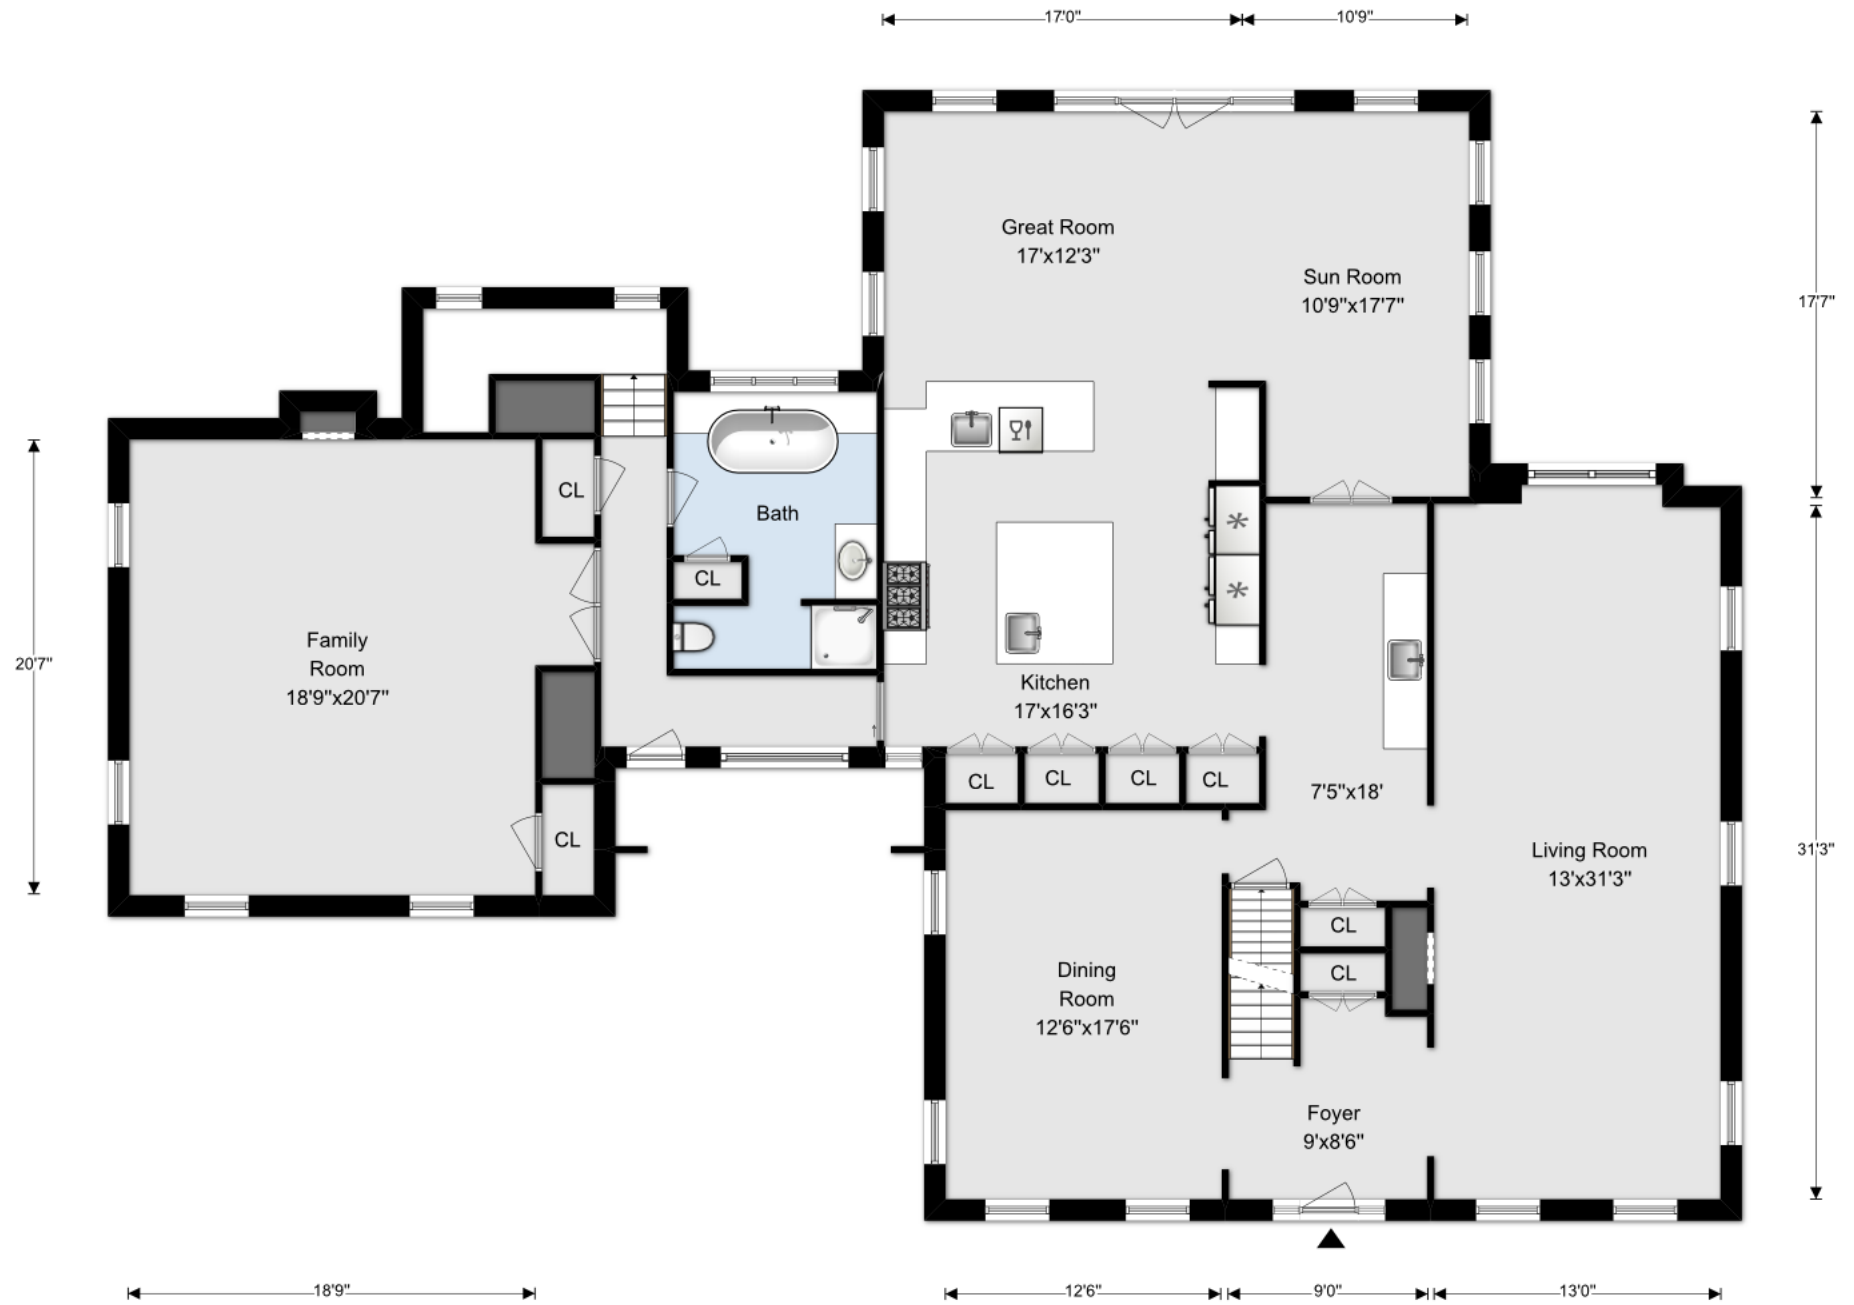 17'0"
10'9"
Great Room
17'x12'3"
Sun Room
10'9"x17'7"
17'7"
CL
Bath
CL
Family
Room
18'9"x20'7"
20'7"
Kitchen
17'x16'3"
CL
CL
CL
CL
7'5"x18'
CL
Living Room
13'x31'3"
31'3"
CL
CL
Dining
Room
12'6"x17'6"
Foyer
9'x8'6"
18'9"
12'6"
9'0"
13'0"